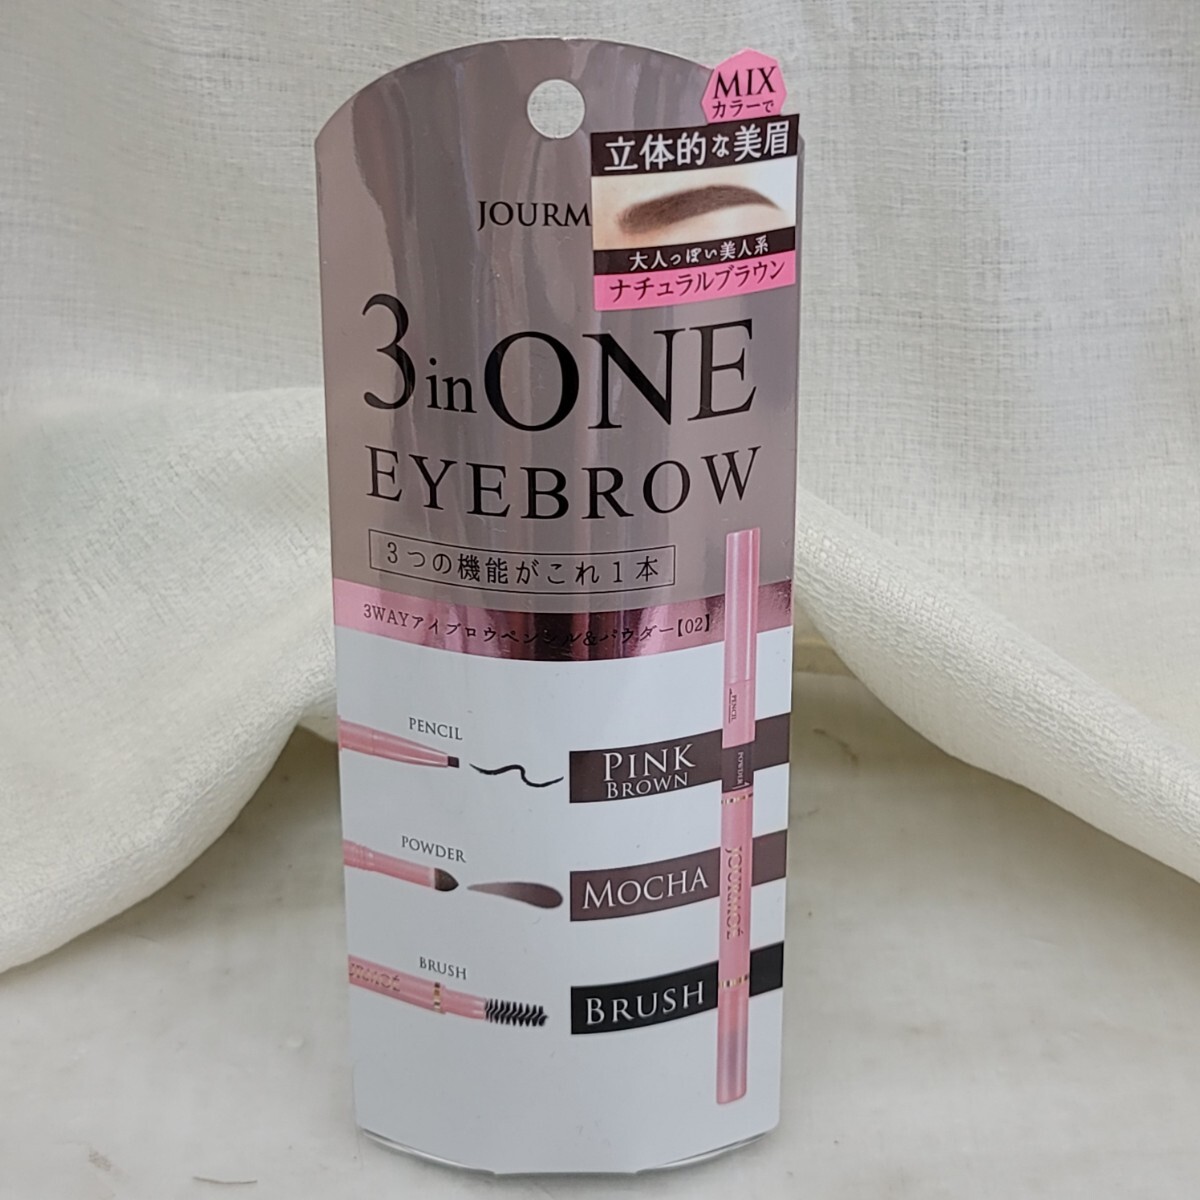 MIX
カラーで
立体的な美眉
大人っぽい美人系
ナチュラルブラウン
JOURM
3 in ONE
EYEBROW
3つの機能がこれ1本
3WAYアイブロウペンシル&パウダー【02】
PENCIL
PINK
BROWN
POWDER
MOCHA
BRUSH
BRUSH
PENCIL
POWDER
JOURMOÉ